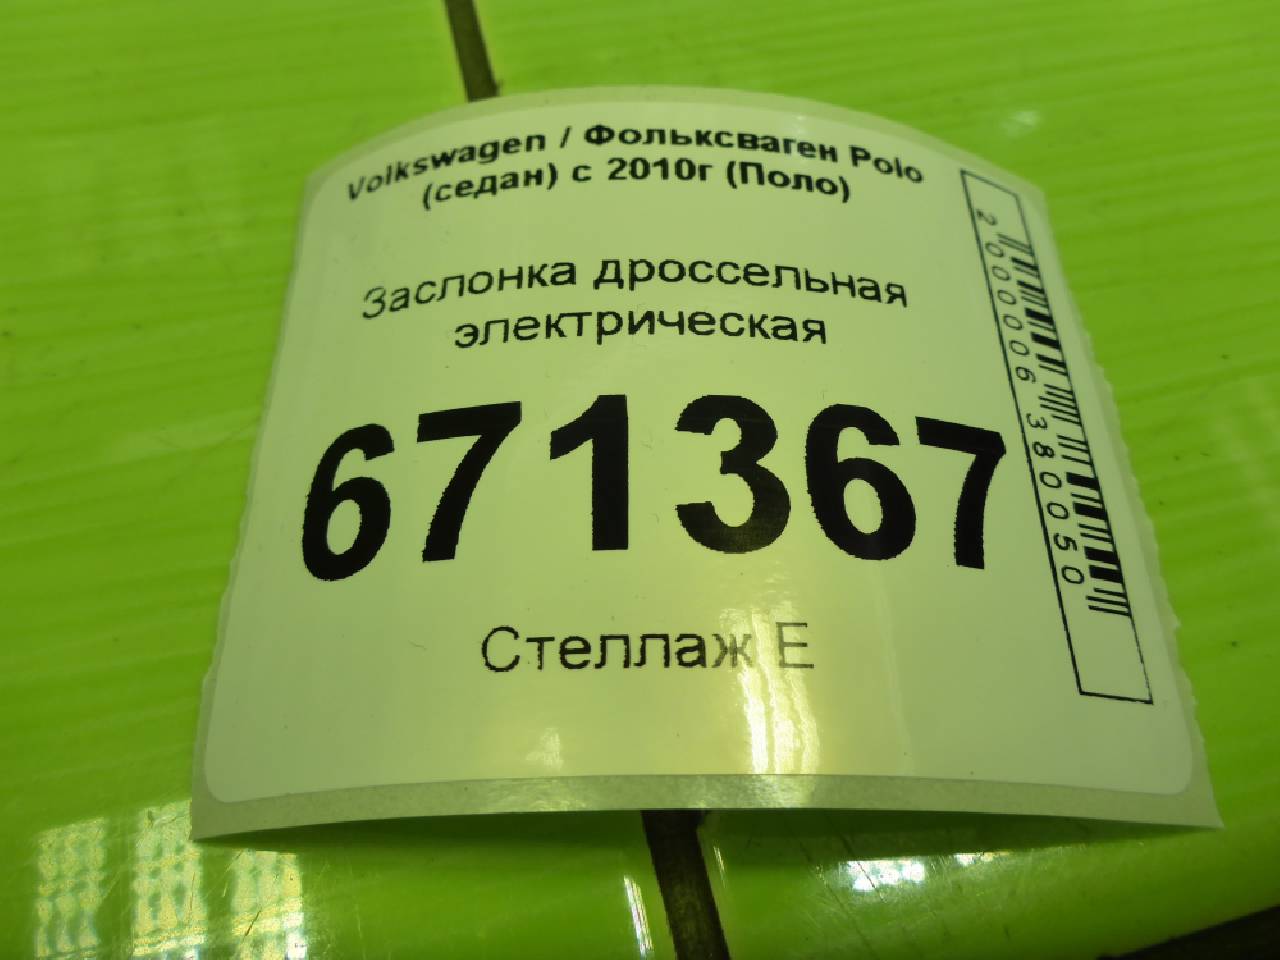 Volkswagen / Фольксваген Polo
(седан) с 2010г (Поло)
Заслонка дроссельная
электрическая
671367
Стеллаж Е
2000006380050